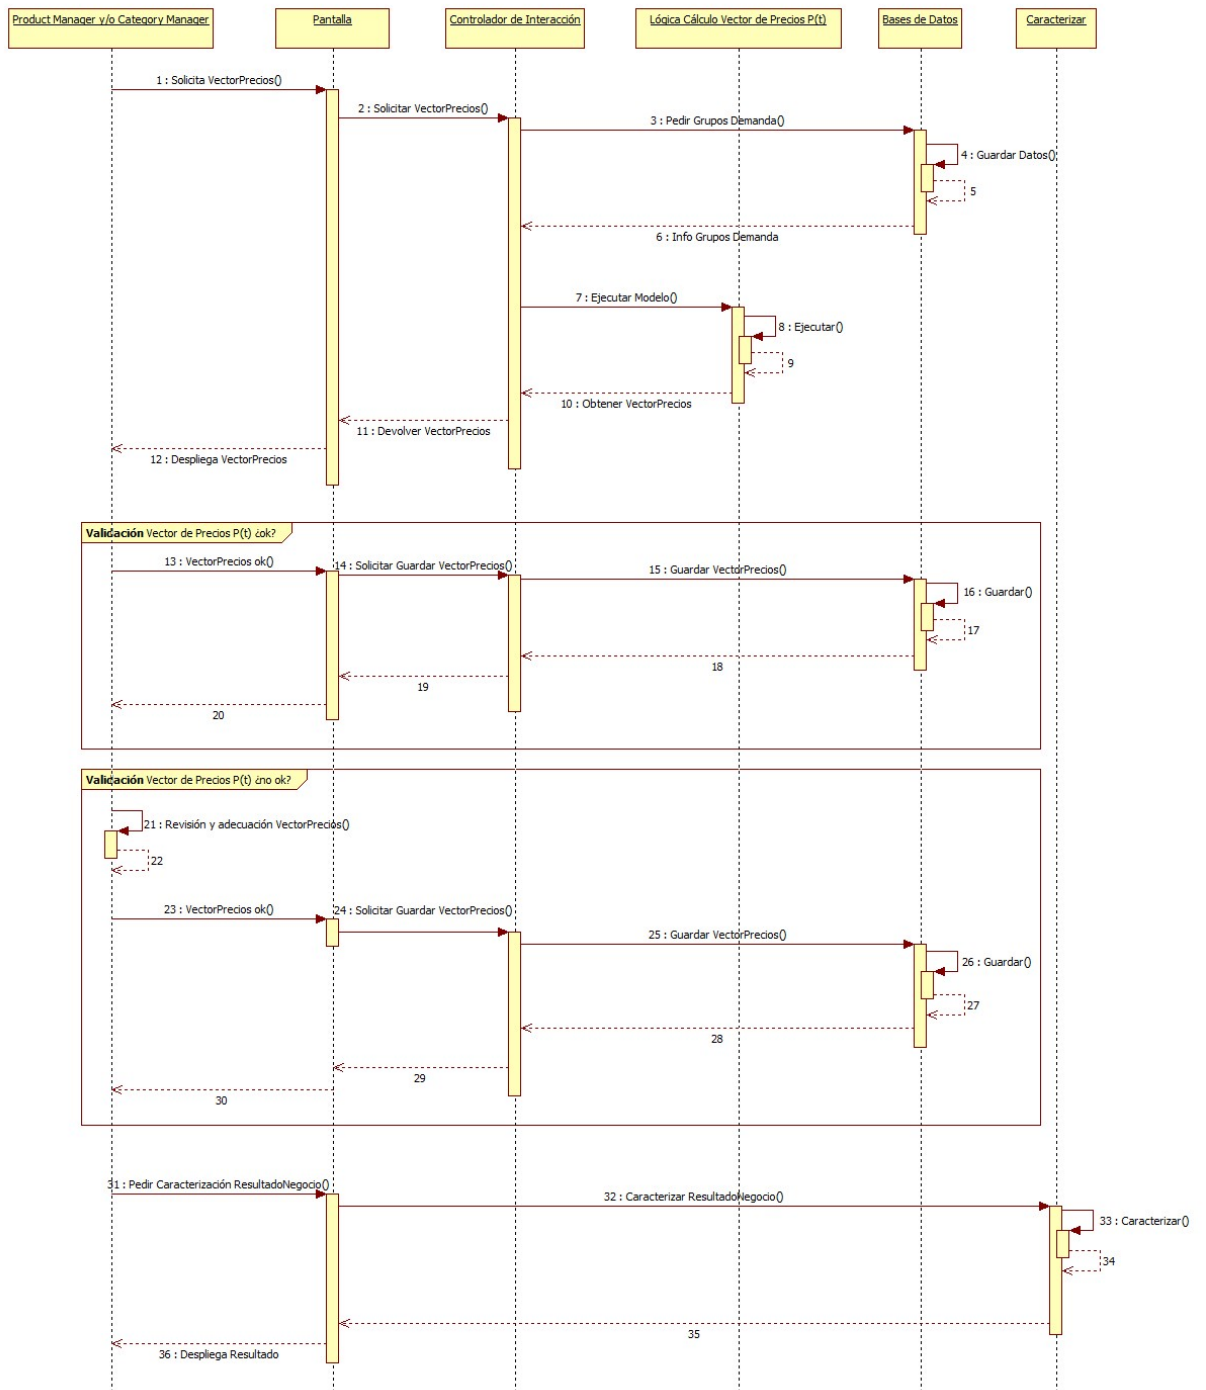 Product Manager y/o Category Manager
Pantalla
Controlador de Interacción
Lógica Cálculo Vector de Precios P(t)
Bases de Datos
Caracterizar
1 : Solicita VectorPrecios()
2 : Solicitar VectorPrecios()
3 : Pedir Grupos Demanda()
4 : Guardar Datos()
5
6 : Info Grupos Demanda
7 : Ejecutar Modelo()
8 : Ejecutar()
9
10 : Obtener VectorPrecios
11 : Devolver VectorPrecios
12 : Despliega VectorPrecios
Validación Vector de Precios P(t) ¿ok?
13 : VectorPrecios ok()
14 : Solicitar Guardar VectorPrecios()
15 : Guardar VectorPrecios()
16 : Guardar()
17
18
19
20
Validación Vector de Precios P(t) ¿no ok?
21 : Revisión y adecuación VectorPrecios()
22
23 : VectorPrecios ok()
24 : Solicitar Guardar VectorPrecios()
25 : Guardar VectorPrecios()
26 : Guardar()
27
28
29
30
31 : Pedir Caracterización ResultadoNegocio()
32 : Caracterizar ResultadoNegocio()
33 : Caracterizar()
34
35
36 : Despliega Resultado